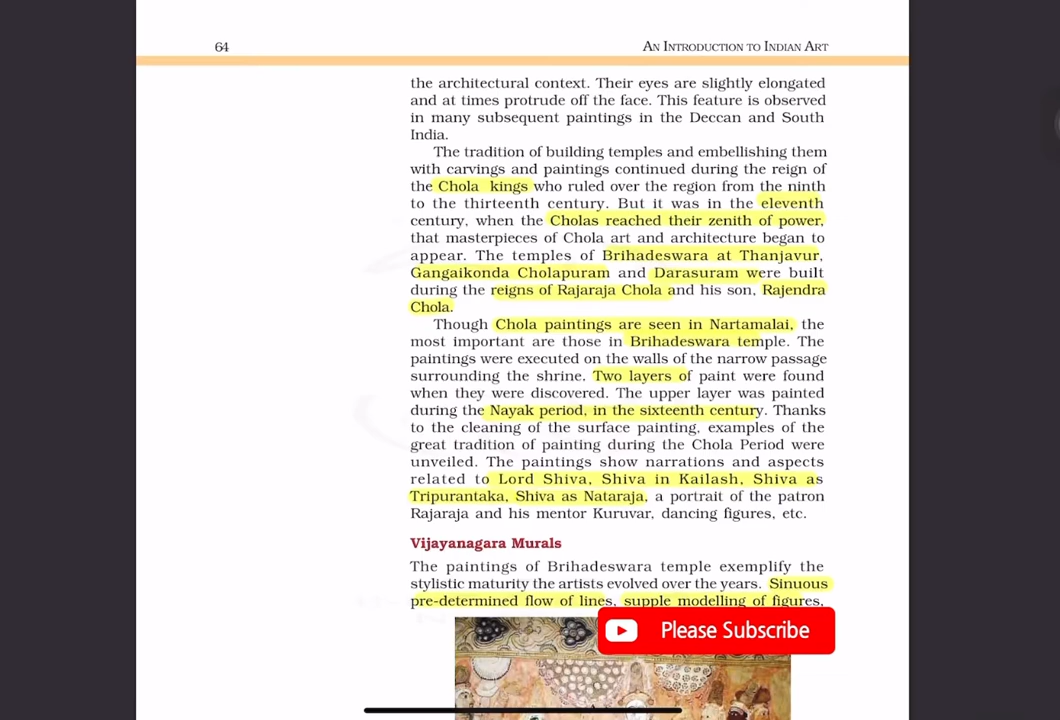 64
AN INTRODUCTION TO INDIAN ART
the architectural context. Their eyes are slightly elongated
and at times protrude off the face. This feature is observed
in many subsequent paintings in the Deccan and South
India.
The tradition of building temples and embellishing them
with carvings and paintings continued during the reign of
the Chola kings who ruled over the region from the ninth
to the thirteenth century. But it was in the eleventh
century, when the Cholas reached their zenith of power,
that masterpieces of Chola art and architecture began to
appear. The temples of Brihadeswara at Thanjavur,
Gangaikonda Cholapuram and Darasuram were built
during the reigns of Rajaraja Chola and his son, Rajendra
Chola.
Though Chola paintings are seen in Nartamalai, the
most important are those in Brihadeswara temple. The
paintings were executed on the walls of the narrow passage
surrounding the shrine. Two layers of paint were found
when they were discovered. The upper layer was painted
during the Nayak period, in the sixteenth century. Thanks
to the cleaning of the surface painting, examples of the
great tradition of painting during the Chola Period were
unveiled. The paintings show narrations and aspects
related to Lord Shiva, Shiva in Kailash, Shiva as
Tripurantaka, Shiva as Nataraja, a portrait of the patron
Rajaraja and his mentor Kuruvar, dancing figures, etc.
Vijayanagara Murals
The paintings of Brihadeswara temple exemplify the
stylistic maturity the artists evolved over the years. Sinuous
pre-determined flow of lines, supple modelling of figures,
Please Subscribe